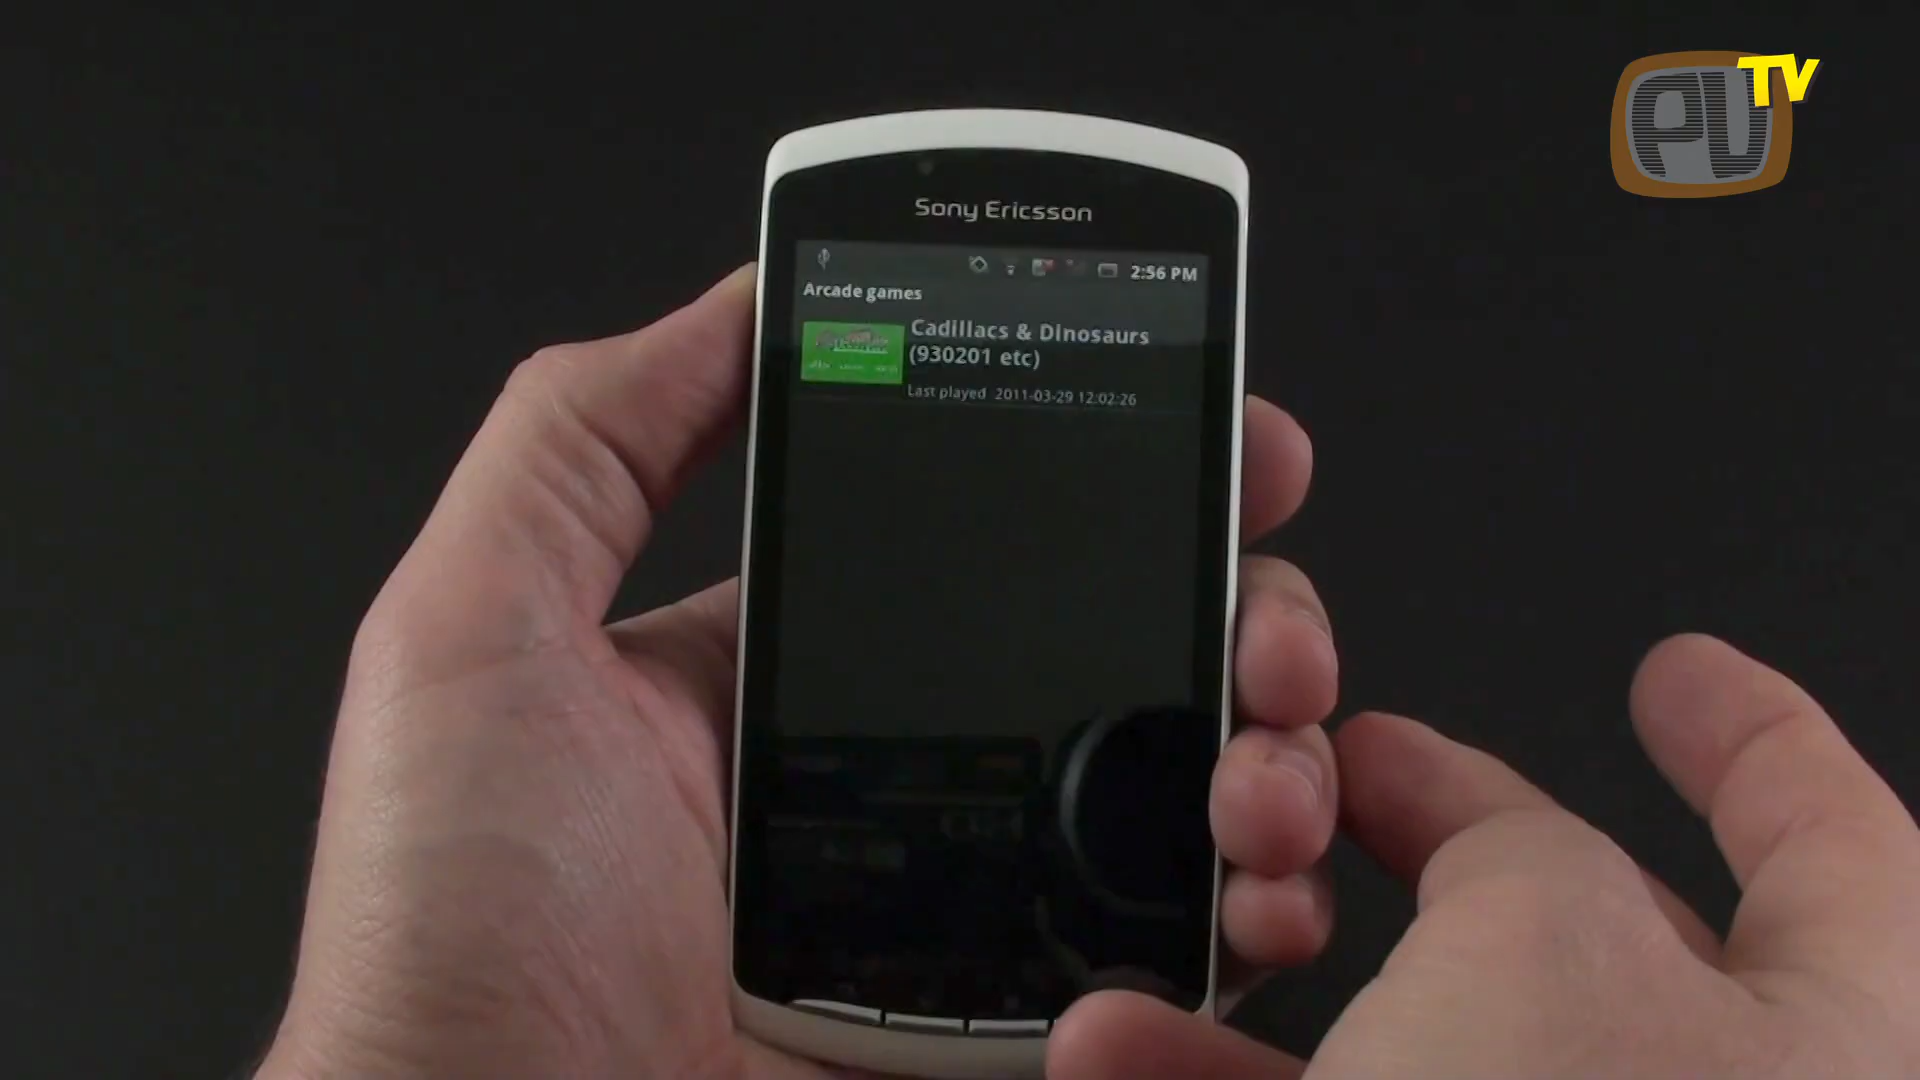 PU TV
Sony Ericsson
2:56 PM
Arcade games
Cadillacs & Dinosaurs
(930201 etc)
Last played 2011-03-29 12:02:26